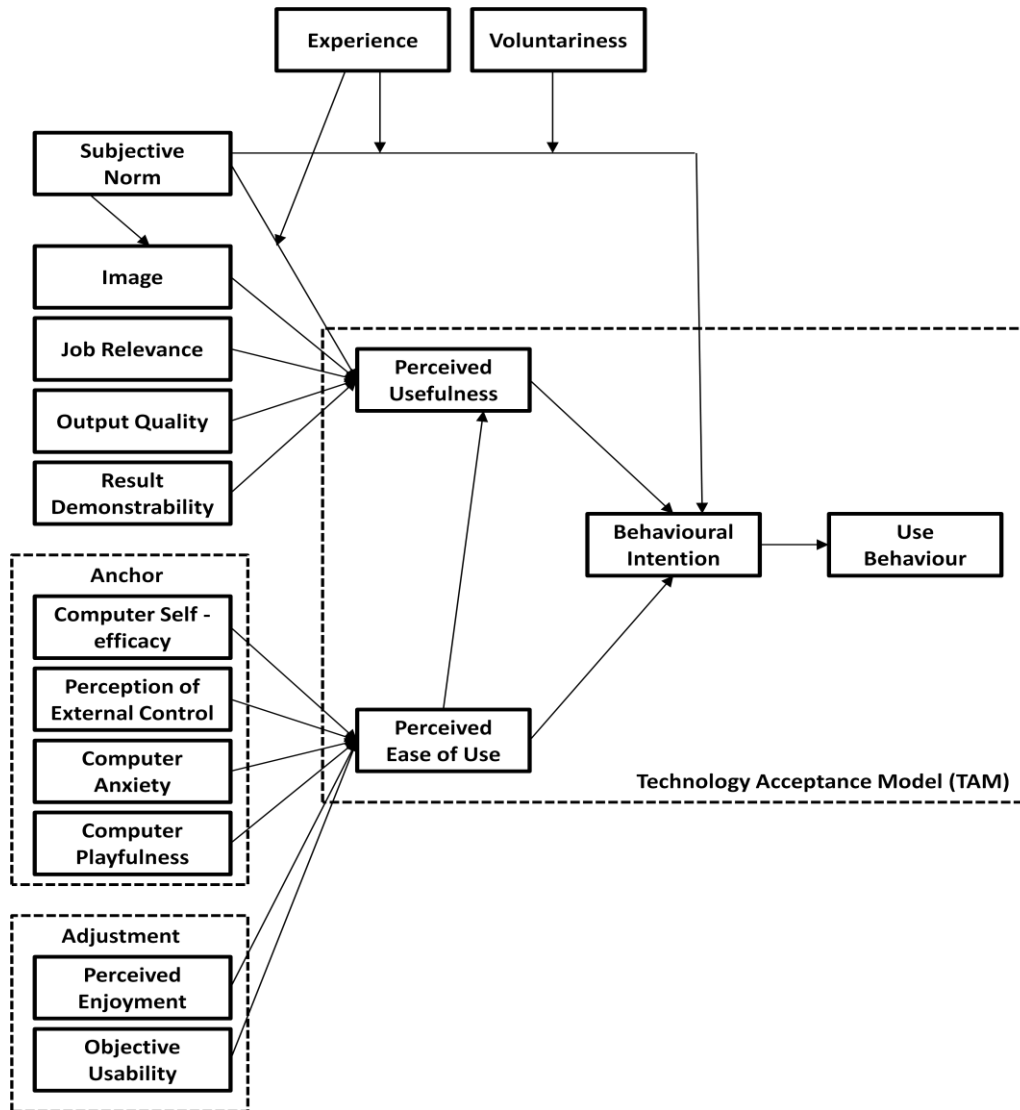 Experience
Voluntariness
Subjective
Norm
Image
Job Relevance
Output Quality
Result
Demonstrability
Perceived
Usefulness
Behavioural
Intention
Use
Behaviour
Anchor
Computer Self -
efficacy
Perception of
External Control
Computer
Anxiety
Computer
Playfulness
Perceived
Ease of Use
Technology Acceptance Model (TAM)
Adjustment
Perceived
Enjoyment
Objective
Usability